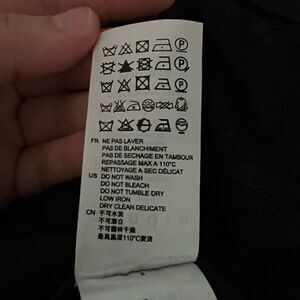 FR NE PAS LAVER
PAS DE BLANCHIMENT
PAS DE SECHAGE EN TAMBOUR
REPASSAGE MAX A 110°C
NETTOYAGE A SEC DÉLICAT
US DO NOT WASH
DO NOT BLEACH
DO NOT TUMBLE DRY
LOW IRON
DRY CLEAN DELICATE
CN 不可水洗
不可漂白
不可翻转干燥
最高温度110°C熨烫